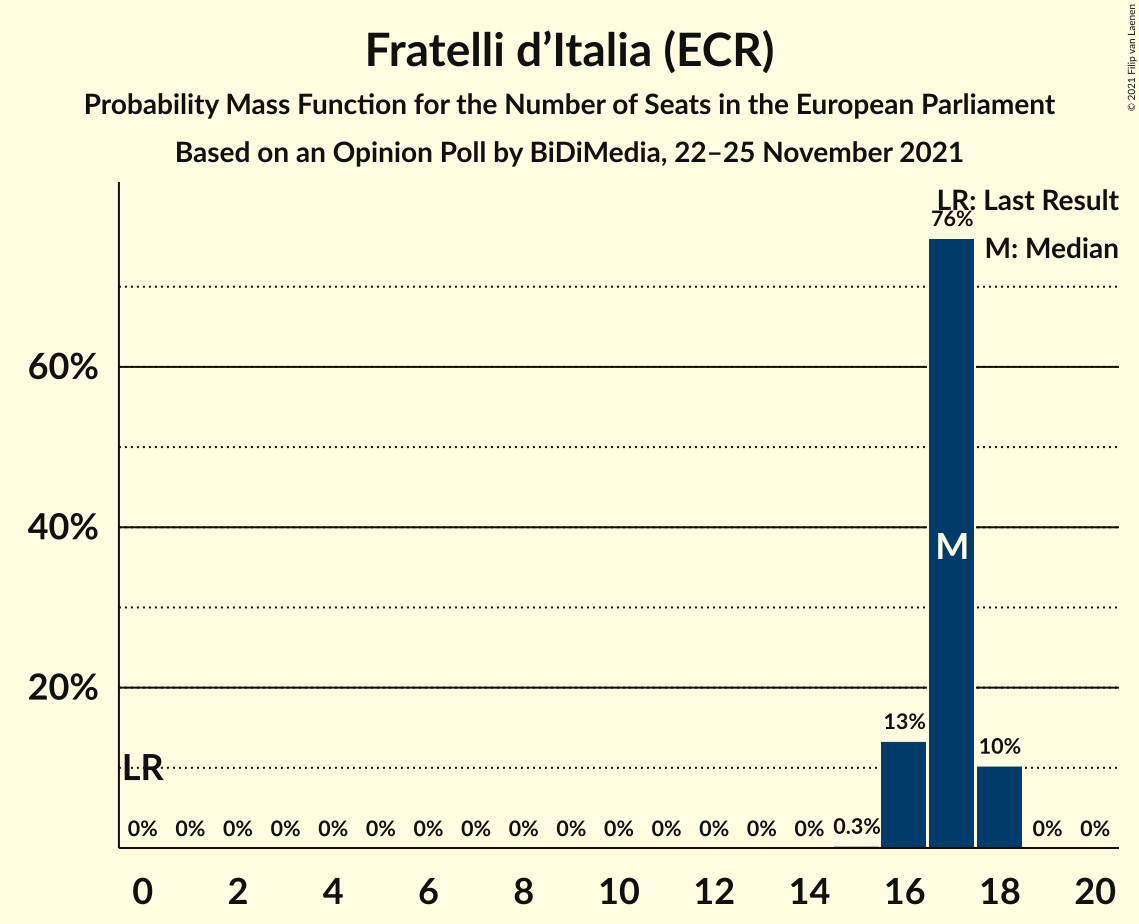 Fratelli d’Italia (ECR)
Probability Mass Function for the Number of Seats in the European Parliament
Based on an Opinion Poll by BiDiMedia, 22–25 November 2021
© 2021 Filip van Laenen
LR: Last Result
M: Median
76%
60%
40%
M
20%
13%
10%
LR
0% 0% 0% 0% 0% 0% 0% 0% 0% 0% 0% 0% 0% 0% 0% 0.3% 0% 0%
0 2 4 6 8 10 12 14 16 18 20